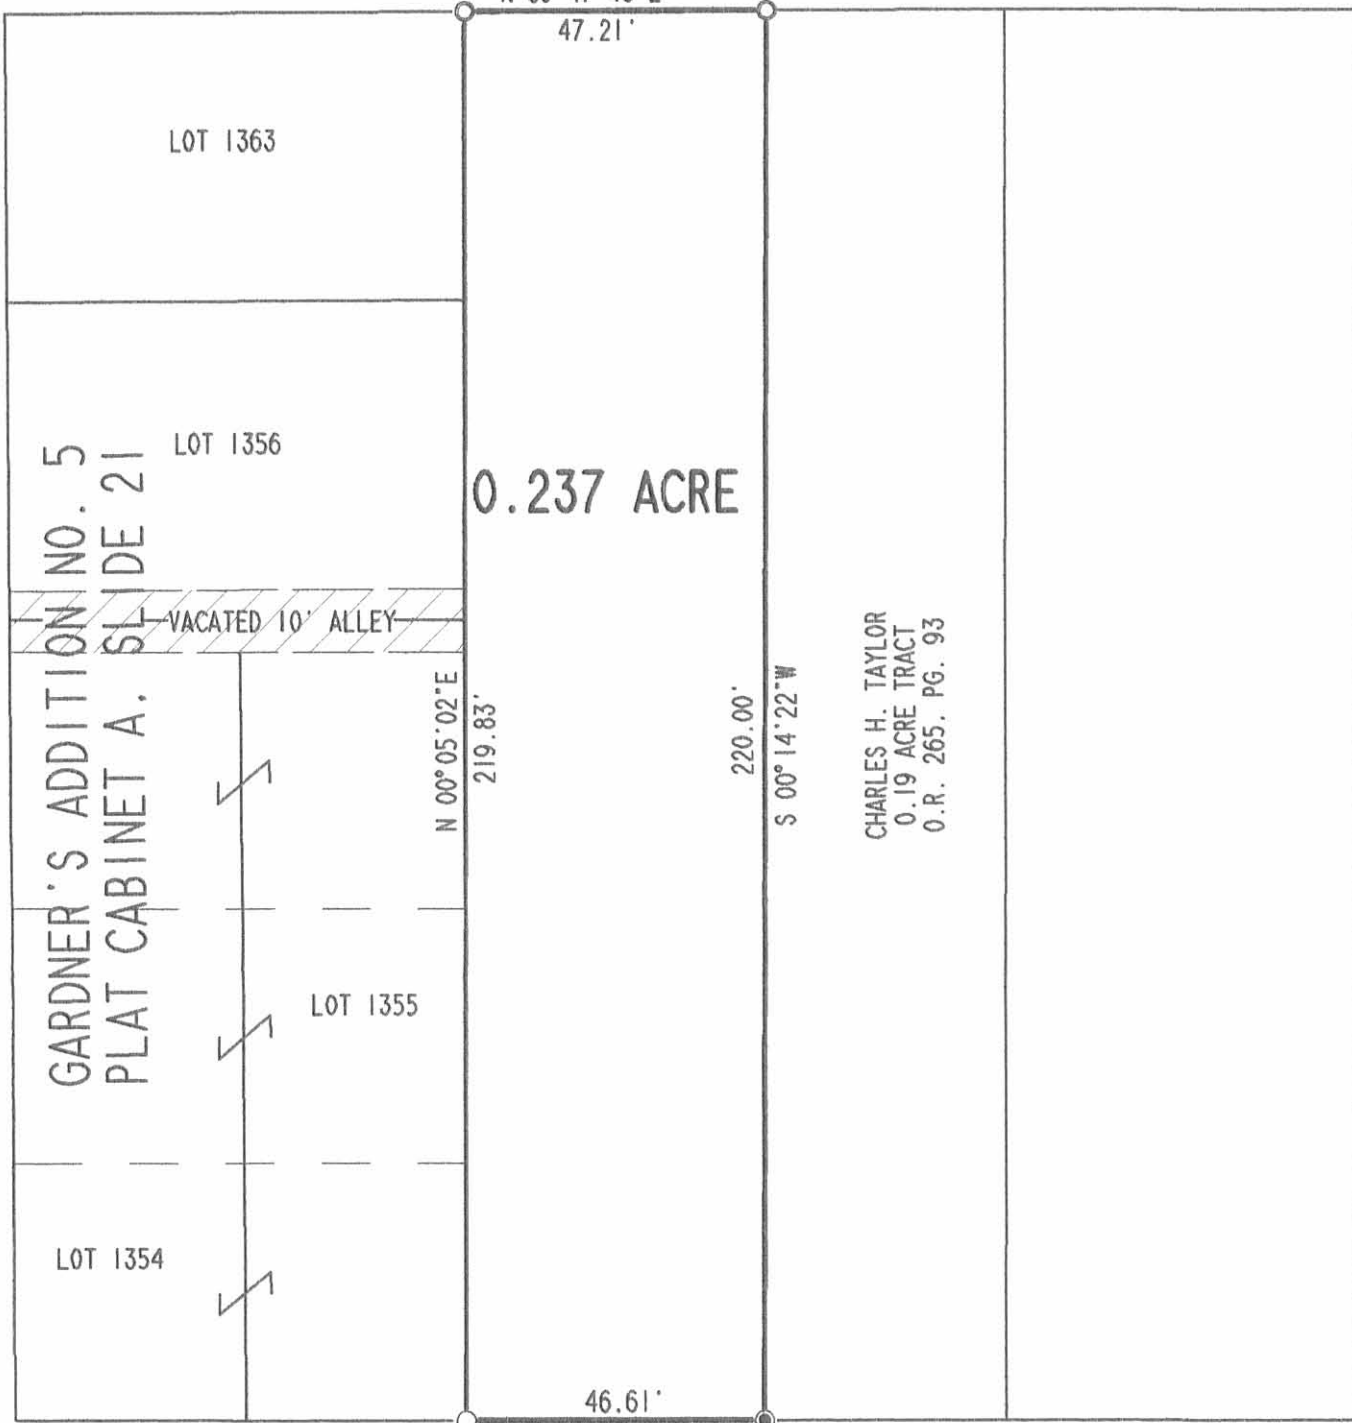 47.21'
LOT 1363
LOT 1356
0.237 ACRE
VACATED 10' ALLEY
GARDNER'S ADDITION NO. 5
PLAT CABINET A, SLIDE 21
N 00°05'02"E
219.83'
220.00'
S 00°14'22"W
CHARLES H. TAYLOR
0.19 ACRE TRACT
O.R. 265, PG. 93
LOT 1355
LOT 1354
46.61'